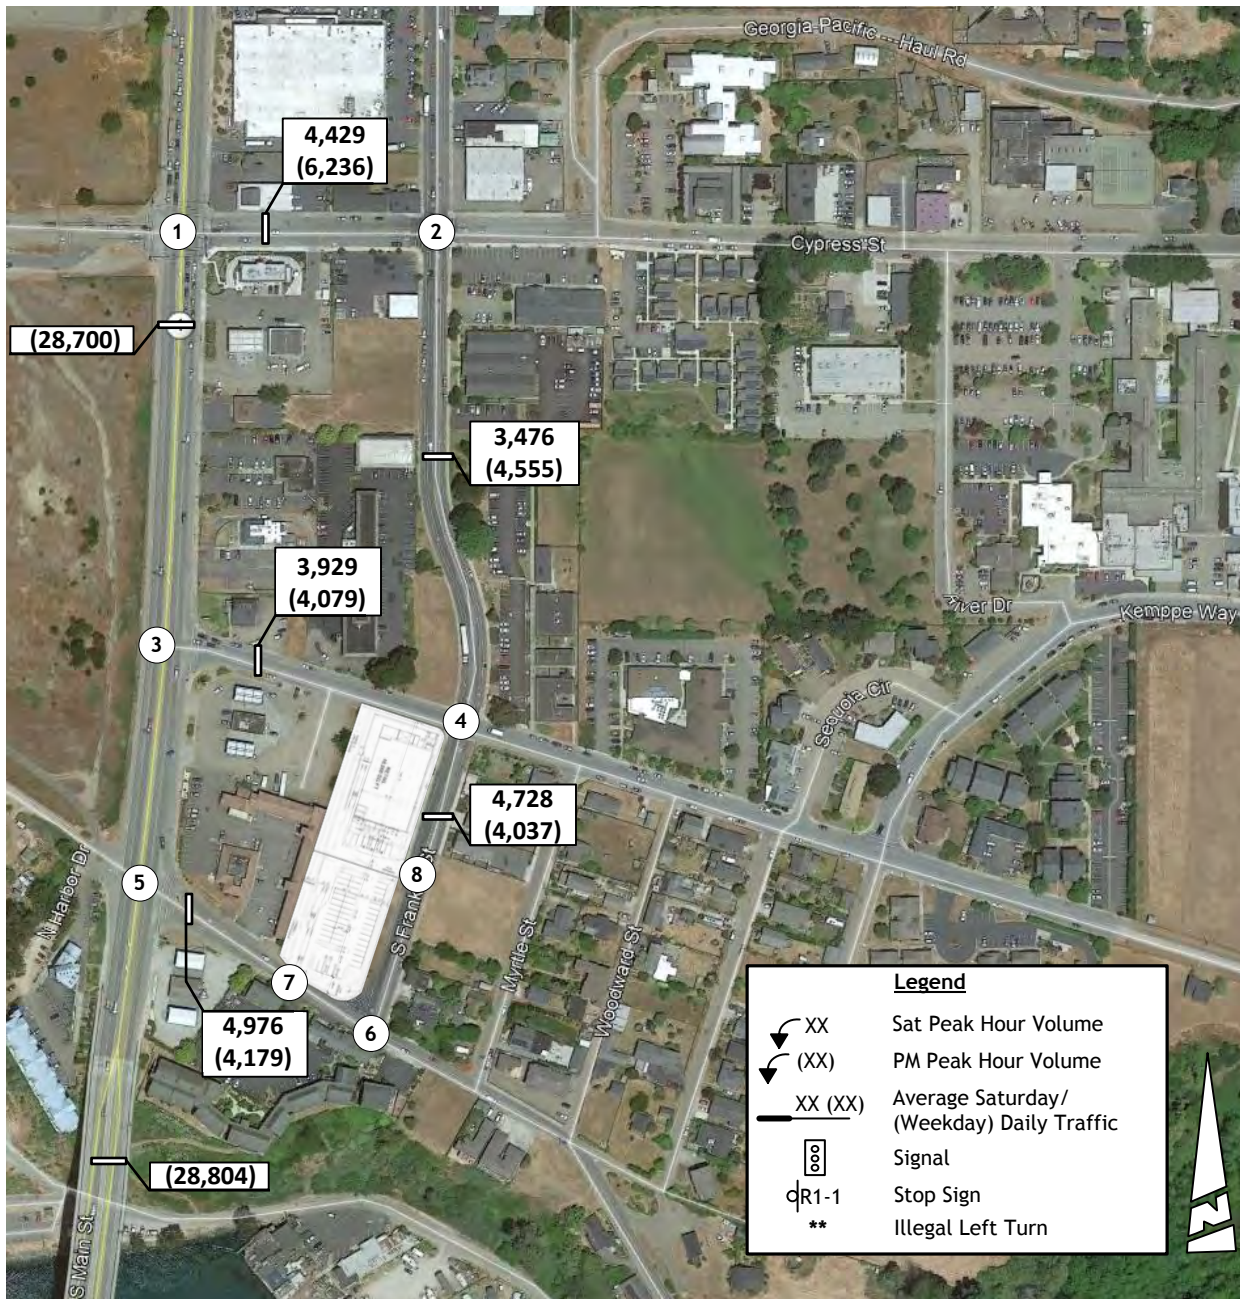 Georgia-Pacific --- Haul Rd
4,429
(6,236)
1
2
Cypress St
(28,700)
3,476
(4,555)
3,929
(4,079)
River Dr
Kemppe Way
3
4
Sequoia Cir
4,728
(4,037)
N Harbor Dr
5
8
S Frank
St
Myrtle St
Woodward St
7
4,976
(4,179)
6
(28,804)
S Main St
Legend
XX Sat Peak Hour Volume
(XX) PM Peak Hour Volume
XX (XX) Average Saturday/
(Weekday) Daily Traffic
Signal
R1-1 Stop Sign
** Illegal Left Turn